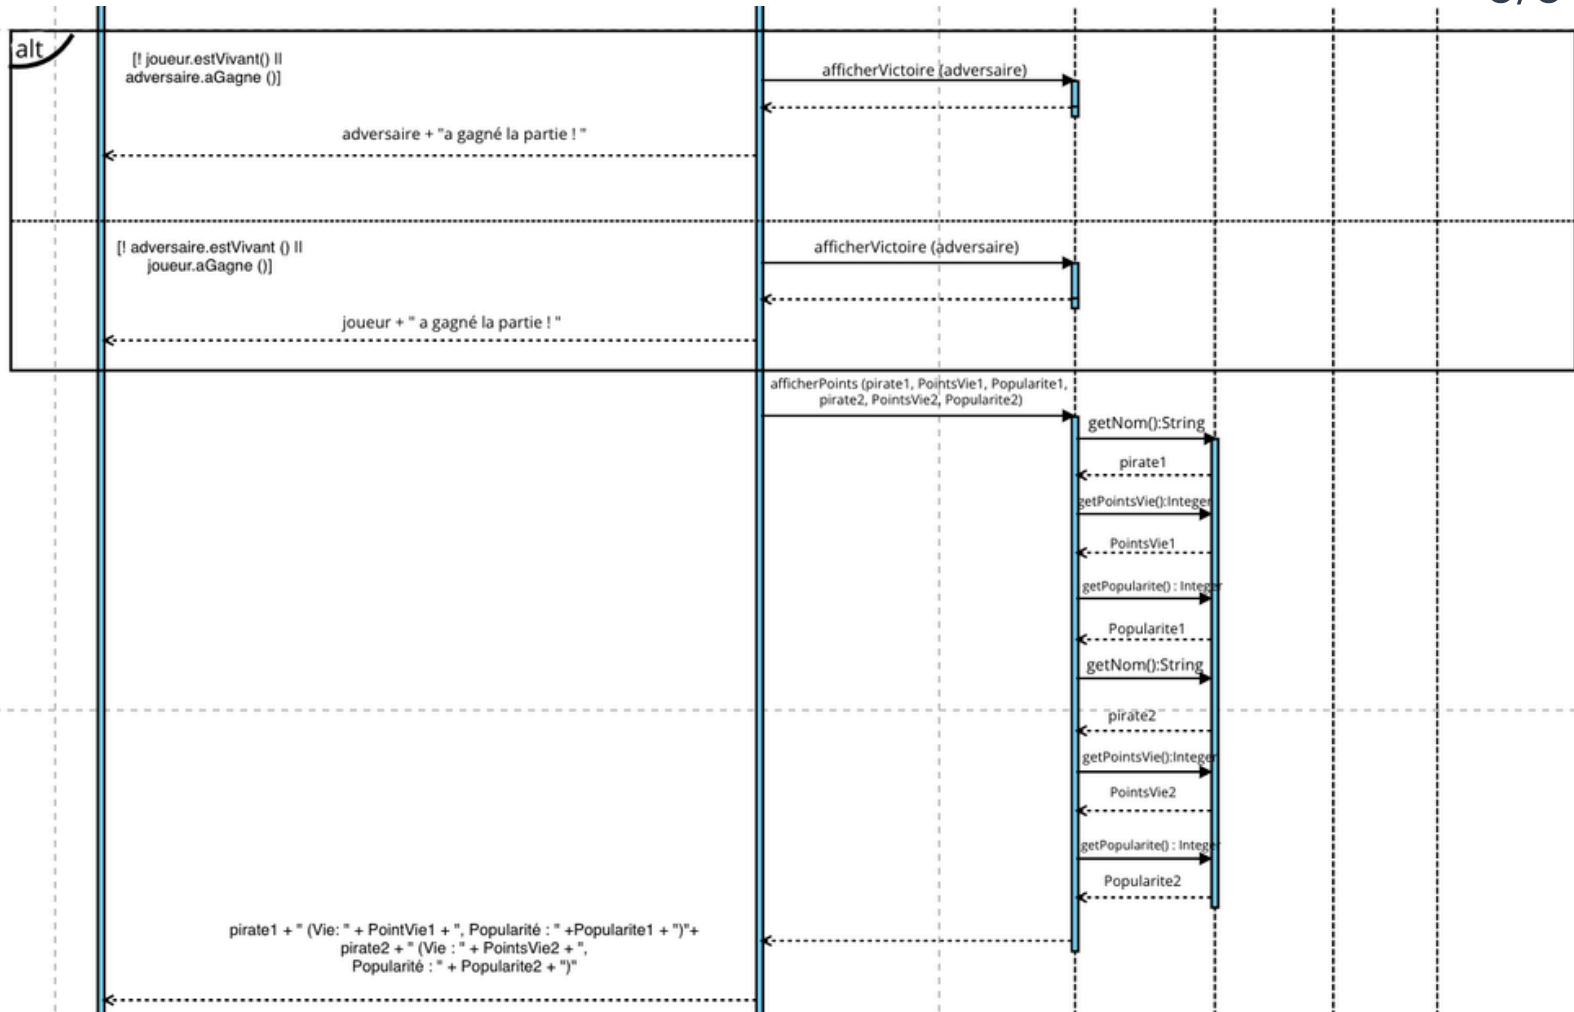 alt
[! joueur.estVivant() ||
adversaire.aGagne ()]
afficherVictoire (adversaire)
adversaire + "a gagné la partie ! "
[! adversaire.estVivant () ||
joueur.aGagne ()]
afficherVictoire (adversaire)
joueur + " a gagné la partie ! "
afficherPoints (pirate1, PointsVie1, Popularite1,
pirate2, PointsVie2, Popularite2)
getNom():String
pirate1
getPointsVie():Integer
PointsVie1
getPopularite() : Integer
Popularite1
getNom():String
pirate2
getPointsVie():Integer
PointsVie2
getPopularite() : Integer
Popularite2
pirate1 + " (Vie: " + PointVie1 + ", Popularité : " +Popularite1 + ")"+
pirate2 + " (Vie : " + PointsVie2 + ",
Popularité : " + Popularite2 + ")"